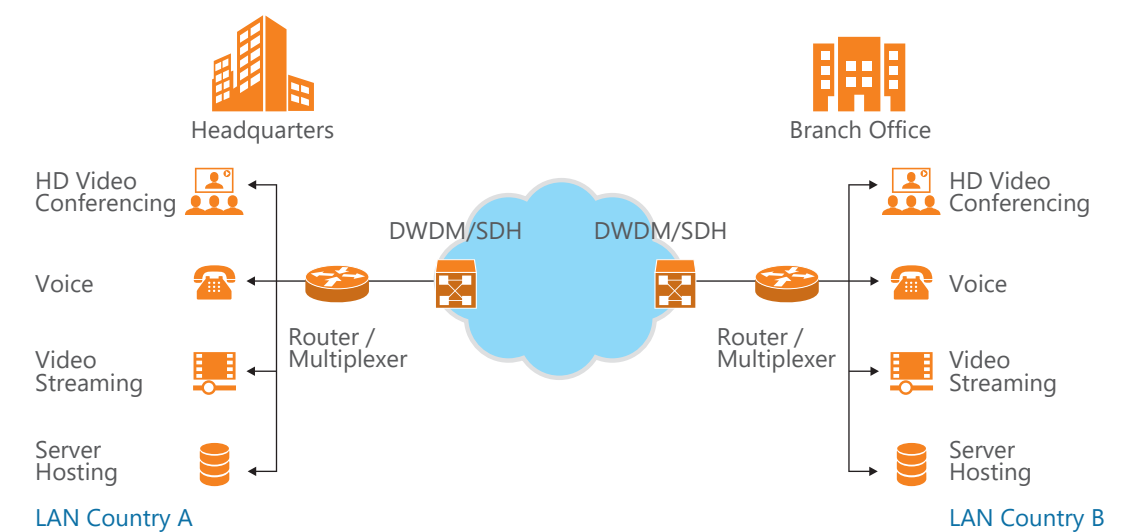 Headquarters
Branch Office
HD Video
Conferencing
DWDM/SDH
DWDM/SDH
HD Video
Conferencing
Voice
Voice
Router /
Multiplexer
Router /
Multiplexer
Video
Streaming
Video
Streaming
Server
Hosting
Server
Hosting
LAN Country A
LAN Country B